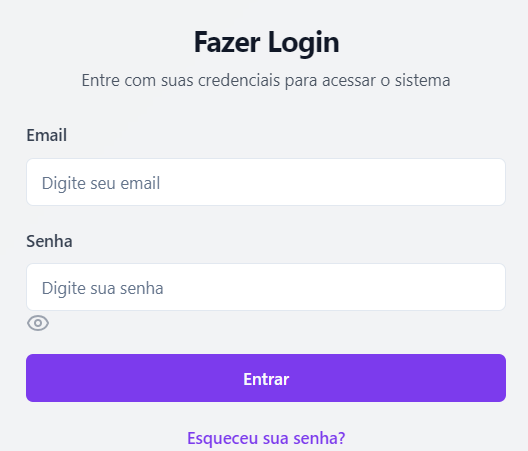 Fazer Login
Entre com suas credenciais para acessar o sistema
Email
Digite seu email
Senha
Digite sua senha
Entrar
Esqueceu sua senha?